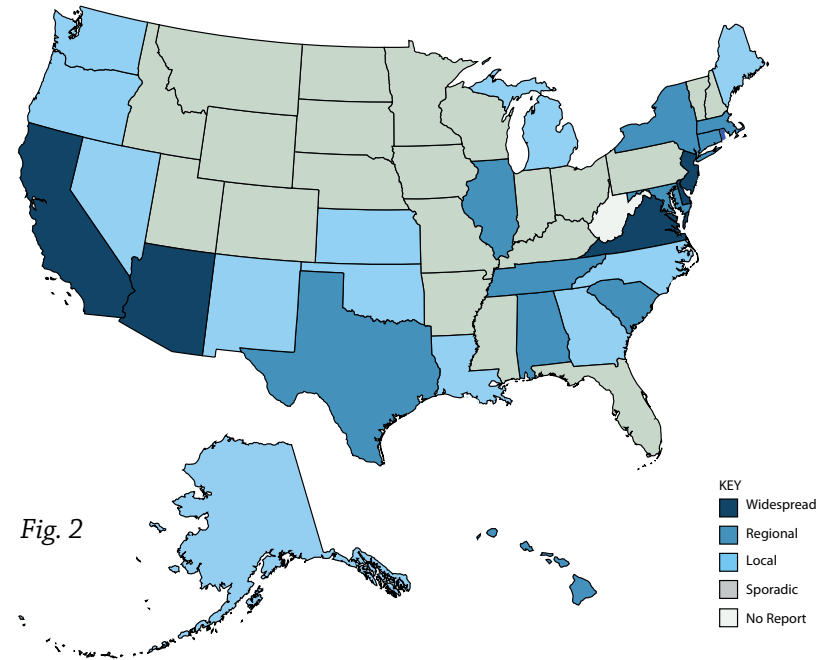 Fig. 2
KEY
Widespread
Regional
Local
Sporadic
No Report